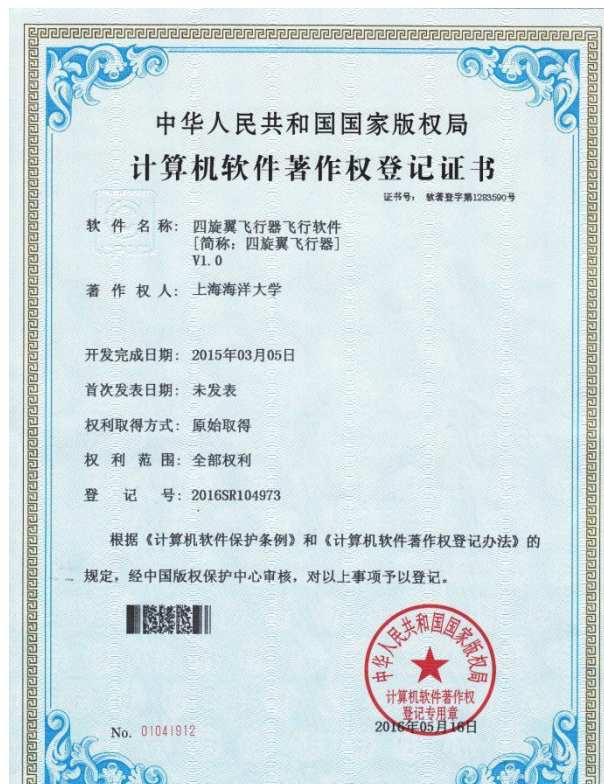 中华人民共和国国家版权局
计算机软件著作权登记证书
证书号： 软著登字第1283590号
软件名称： 四旋翼飞行器飞行软件
[简称：四旋翼飞行器]
V1.0
著作权人： 上海海洋大学
开发完成日期： 2015年03月05日
首次发表日期： 未发表
权利取得方式： 原始取得
权利范围： 全部权利
登记号： 2016SR104973
根据《计算机软件保护条例》和《计算机软件著作权登记办法》的
规定，经中国版权保护中心审核，对以上事项予以登记。
中华人民共和国国家版权局
计算机软件著作权
登记专用章
2016年05月16日
No. 01041912